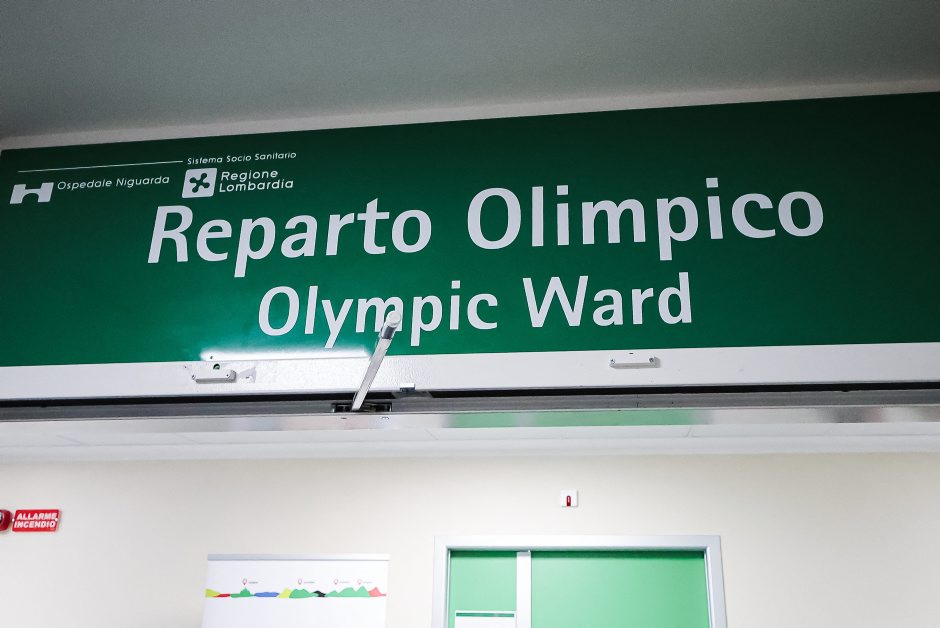 Sistema Socio Sanitario
Ospedale Niguarda
Regione
Lombardia
Reparto Olimpico
Olympic Ward
ALLARME
INCENDIO